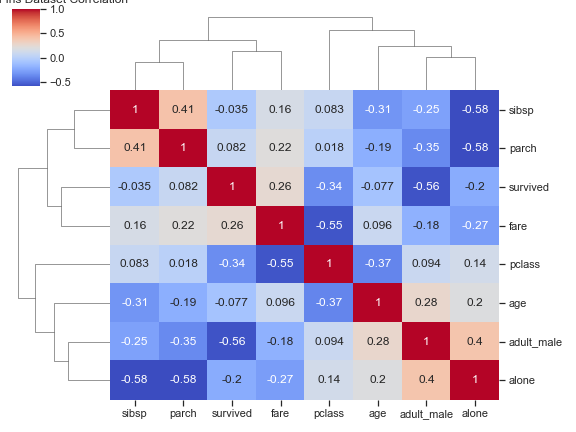 Iris Dataset Correlation
1.0
0.5
0.0
−0.5
1 0.41 -0.035 0.16 0.083 -0.31 -0.25 -0.58 sibsp
0.41 1 0.082 0.22 0.018 -0.19 -0.35 -0.58 parch
-0.035 0.082 1 0.26 -0.34 -0.077 -0.56 -0.2 survived
0.16 0.22 0.26 1 -0.55 0.096 -0.18 -0.27 fare
0.083 0.018 -0.34 -0.55 1 -0.37 0.094 0.14 pclass
-0.31 -0.19 -0.077 0.096 -0.37 1 0.28 0.2 age
-0.25 -0.35 -0.56 -0.18 0.094 0.28 1 0.4 adult_male
-0.58 -0.58 -0.2 -0.27 0.14 0.2 0.4 1 alone
sibsp parch survived fare pclass age adult_male alone